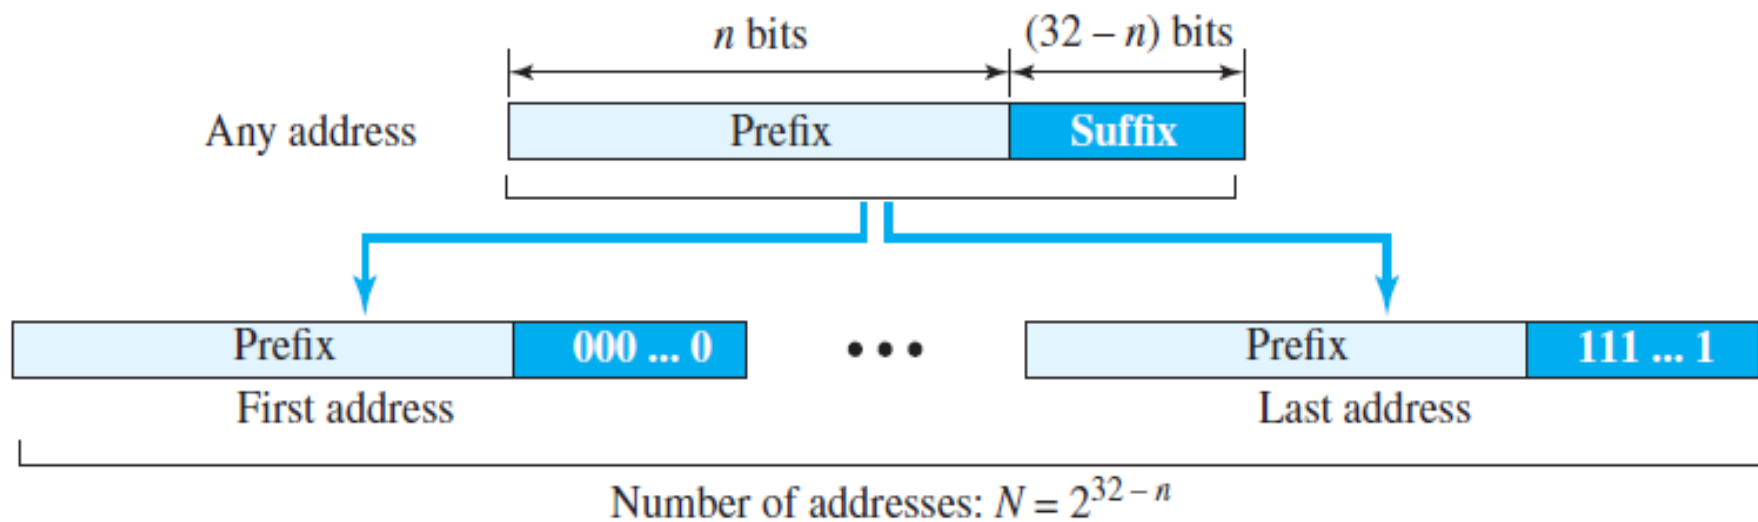 n bits (32 – n) bits
Any address Prefix Suffix
Prefix 000 ... 0 ••• Prefix 111 ... 1
First address Last address
Number of addresses: N = 2^{32 – n}